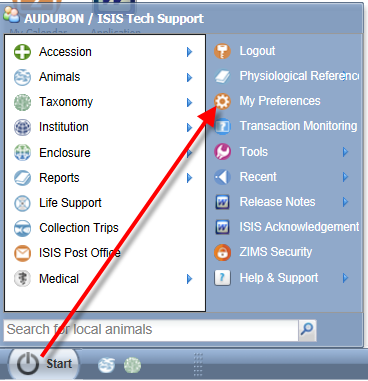 AUDUBON / ISIS Tech Support
Accession
Animals
Taxonomy
Institution
Enclosure
Reports
Life Support
Collection Trips
ISIS Post Office
Medical
Logout
Physiological Reference
My Preferences
Transaction Monitoring
Tools
Recent
Release Notes
ISIS Acknowledgement
ZIMS Security
Help & Support
Search for local animals
Start